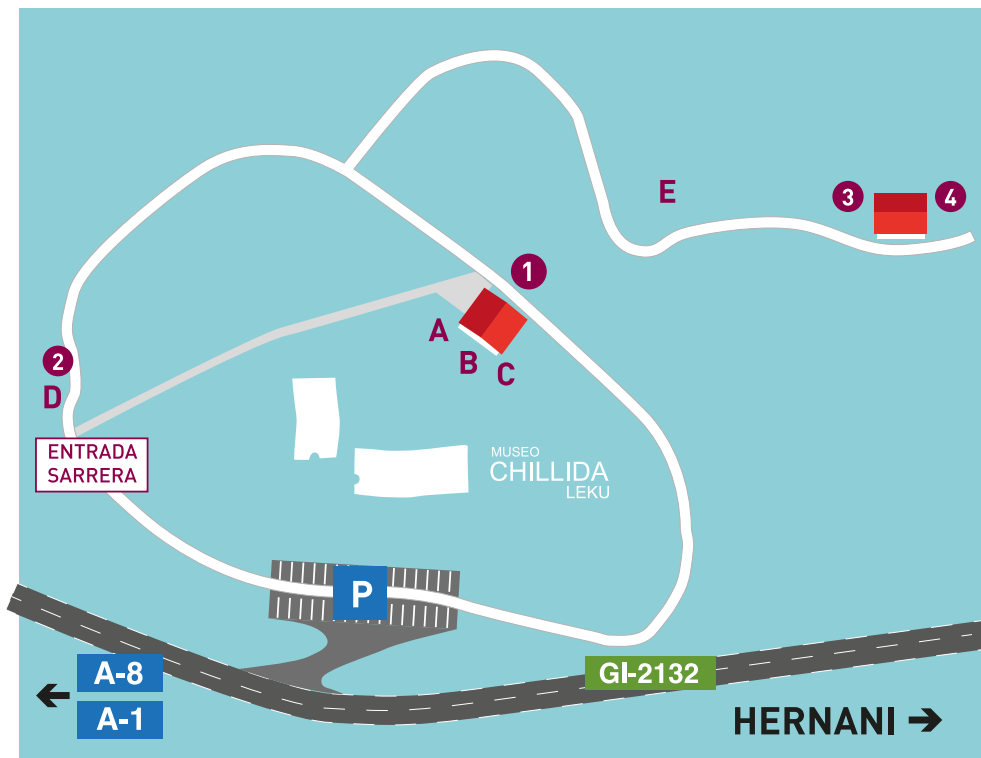 E
3
4
1
A
B
C
2
D
ENTRADA
SARRERA
MUSEO
CHILLIDA
LEKU
P
A-8
A-1
GI-2132
HERNANI